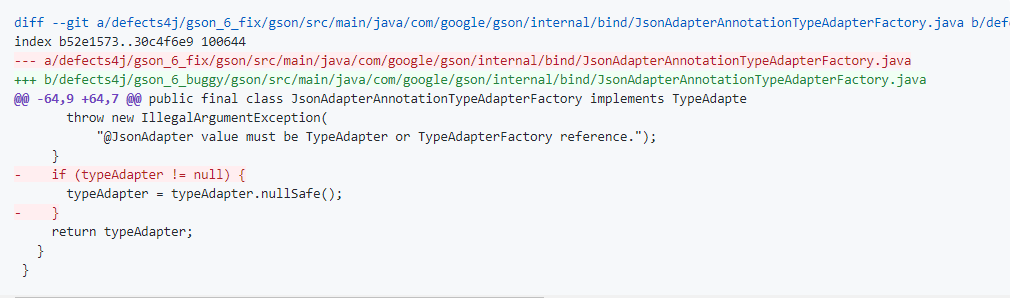 diff --git a/defects4j/gson_6_fix/gson/src/main/java/com/google/gson/internal/bind/JsonAdapterAnnotationTypeAdapterFactory.java b/def
index b52e1573..30c4f6e9 100644
--- a/defects4j/gson_6_fix/gson/src/main/java/com/google/gson/internal/bind/JsonAdapterAnnotationTypeAdapterFactory.java
+++ b/defects4j/gson_6_buggy/gson/src/main/java/com/google/gson/internal/bind/JsonAdapterAnnotationTypeAdapterFactory.java
@@ -64,9 +64,7 @@ public final class JsonAdapterAnnotationTypeAdapterFactory implements TypeAdapte
       throw new IllegalArgumentException(
           "@JsonAdapter value must be TypeAdapter or TypeAdapterFactory reference.");
     }
-    if (typeAdapter != null) {
       typeAdapter = typeAdapter.nullSafe();
-    }
     return typeAdapter;
   }
 }